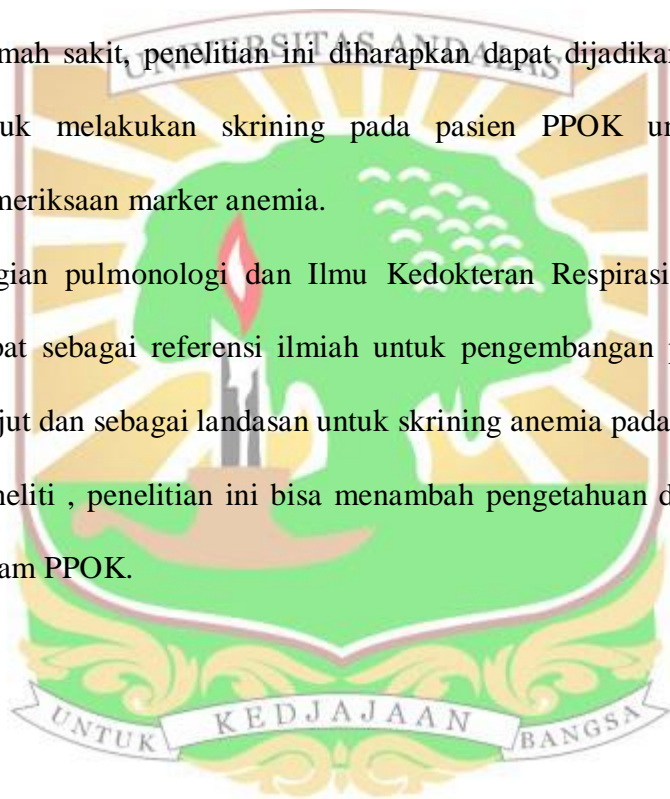 UNIVERSITAS ANDALAS
mah sakit, penelitian ini diharapkan dapat dijadikan
uk melakukan skrining pada pasien PPOK un
meriksaan marker anemia.
gian pulmonologi dan Ilmu Kedokteran Respirasi
pat sebagai referensi ilmiah untuk pengembangan p
jut dan sebagai landasan untuk skrining anemia pada
neliti , penelitian ini bisa menambah pengetahuan d
am PPOK.
UNTUK KEDJAJAAN BANGSA